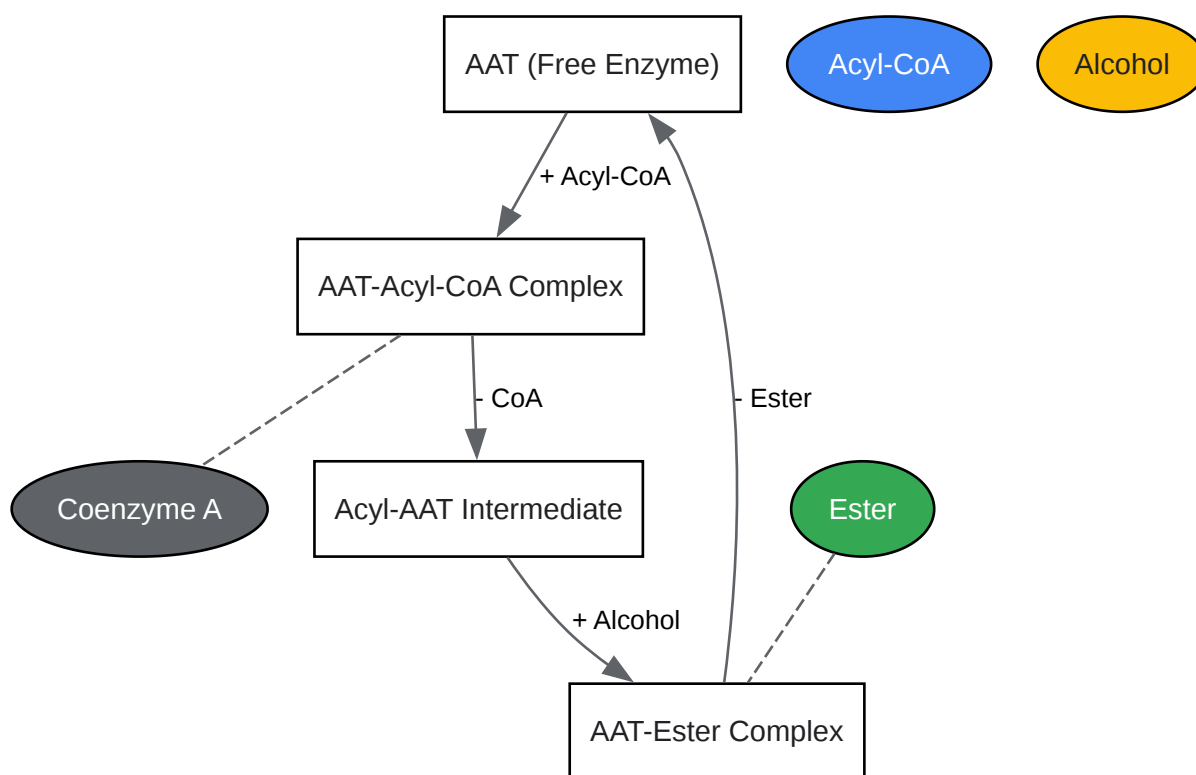 AAT (Free Enzyme)
Acyl-CoA
Alcohol
+ Acyl-CoA
AAT-Acyl-CoA Complex
- CoA
- Ester
Coenzyme A
Acyl-AAT Intermediate
Ester
+ Alcohol
AAT-Ester Complex